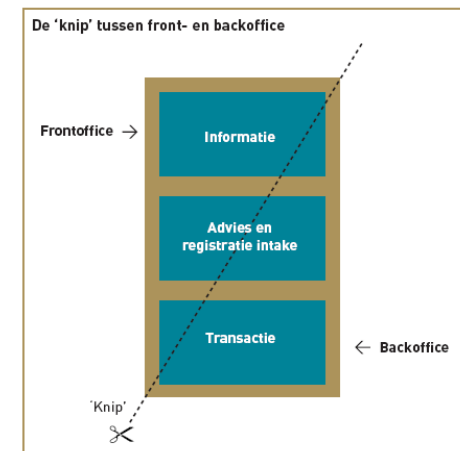 De ‘knip’ tussen front- en backoffice
Frontoffice →
Informatie
Advies en
registratie intake
Transactie
← Backoffice
‘Knip’